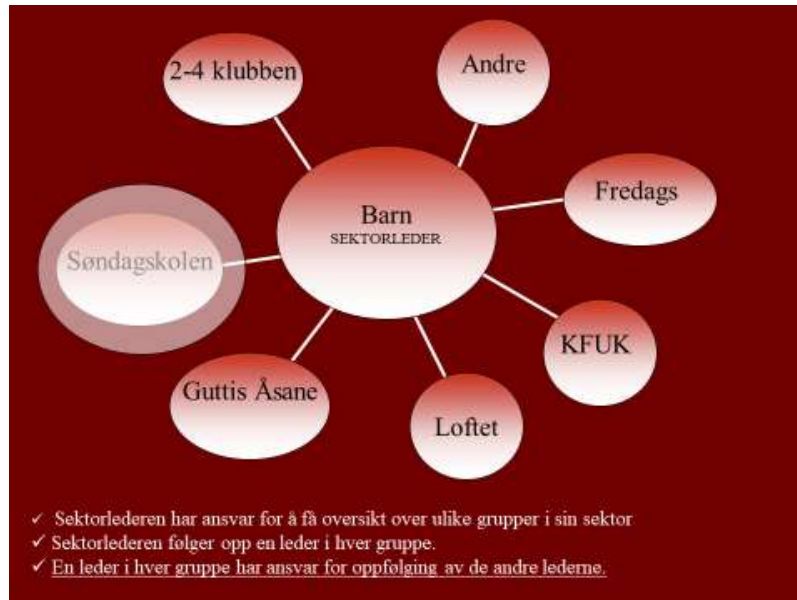 2-4 klubben
Andre
Fredags
Barn
SEKTORLEDER
Søndagskolen
KFUK
Guttis Åsane
Loftet
✓ Sektorlederen har ansvar for å få oversikt over ulike grupper i sin sektor
✓ Sektorlederen følger opp en leder i hver gruppe.
✓ En leder i hver gruppe har ansvar for oppfølging av de andre lederne.